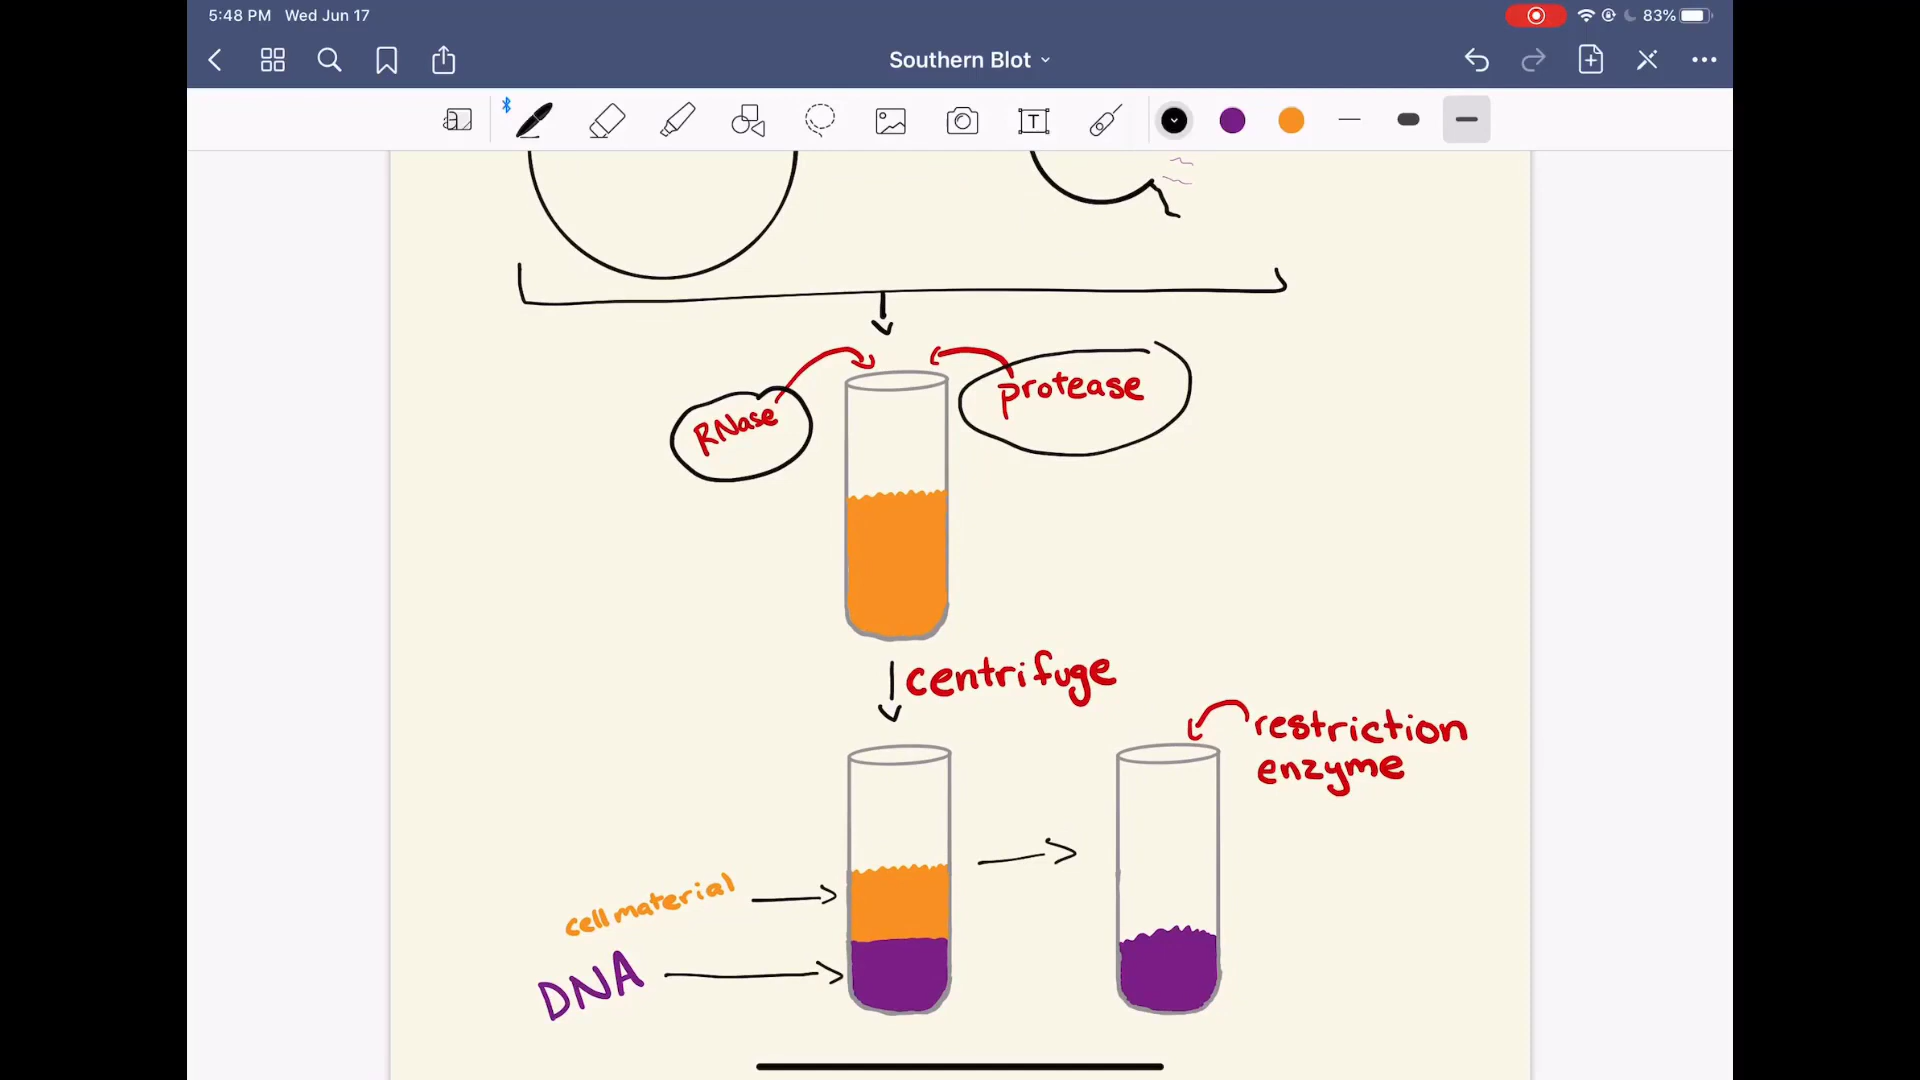 5:48 PM Wed Jun 17
83%
Southern Blot
T
RNase
protease
centrifuge
restriction
enzyme
cell material
DNA